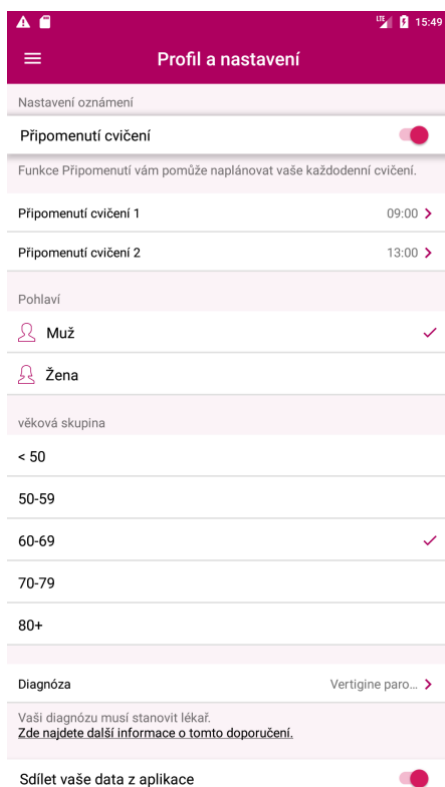 LTE 15:49
Profil a nastavení
Nastavení oznámení
Připomenutí cvičení
Funkce Připomenutí vám pomůže naplánovat vaše každodenní cvičení.
Připomenutí cvičení 1 09:00
Připomenutí cvičení 2 13:00
Pohlaví
Muž
Žena
věková skupina
< 50
50-59
60-69
70-79
80+
Diagnóza Vertigine paro...
Vaši diagnózu musí stanovit lékař.
Zde najdete další informace o tomto doporučení.
Sdílet vaše data z aplikace